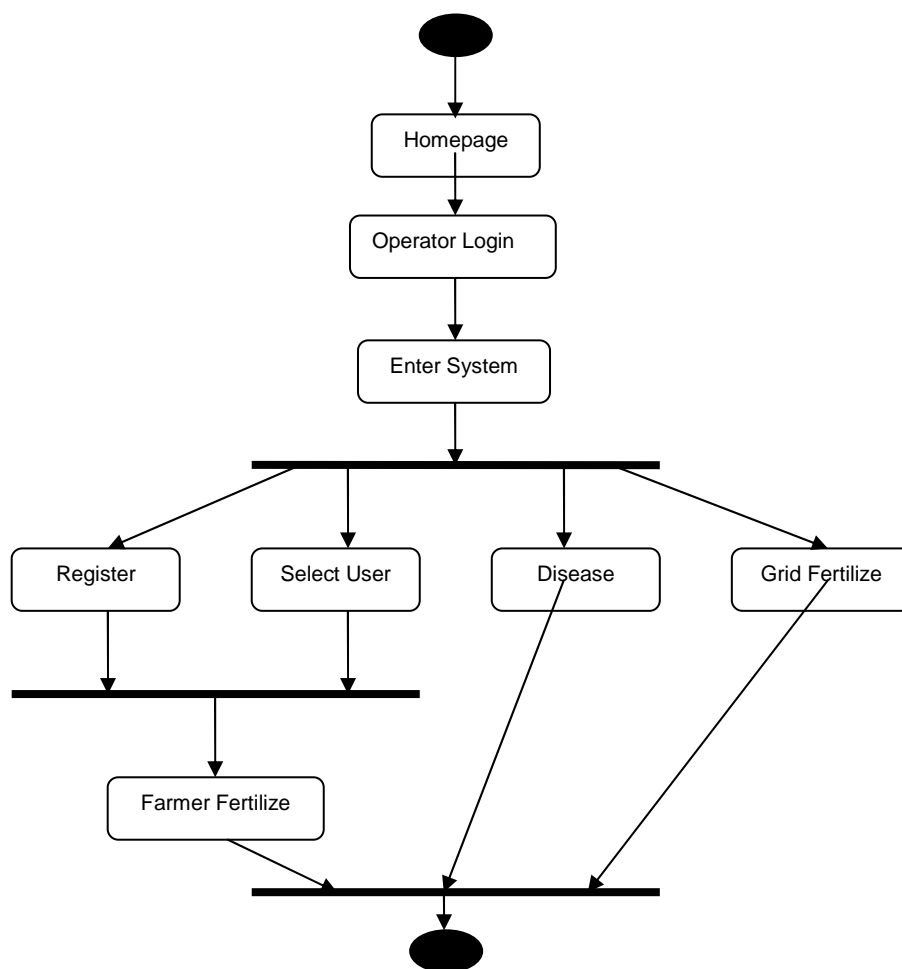 Homepage
Operator Login
Enter System
Register
Select User
Disease
Grid Fertilize
Farmer Fertilize